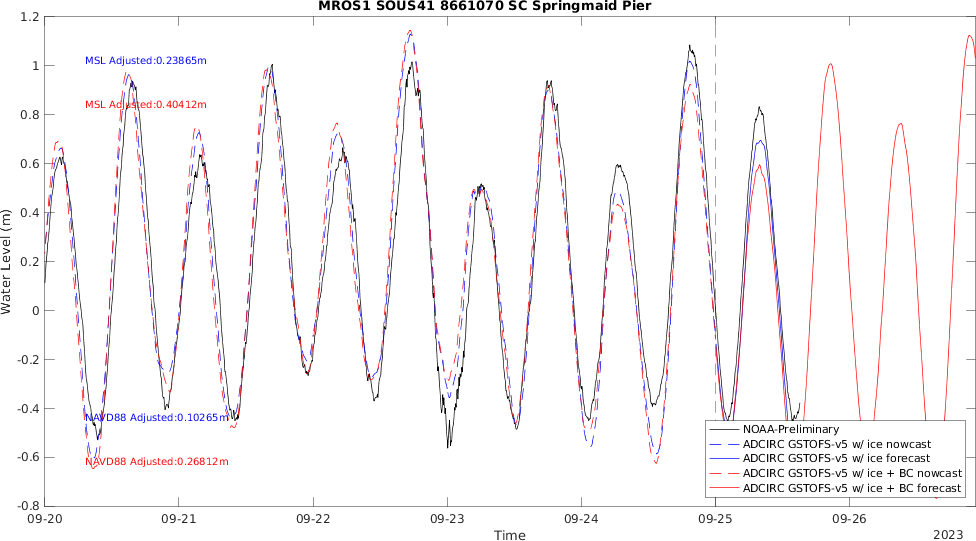 MROS1 SOUS41 8661070 SC Springmaid Pier
1.2
1
0.8
0.6
0.4
0.2
0
-0.2
-0.4
-0.6
-0.8
Water Level (m)
MSL Adjusted:0.23865m
MSL Adjusted:0.40412m
NAVD88 Adjusted:0.10265m
NAVD88 Adjusted:0.26812m
NOAA-Preliminary
ADCIRC GSTOFS-v5 w/ ice nowcast
ADCIRC GSTOFS-v5 w/ ice forecast
ADCIRC GSTOFS-v5 w/ ice + BC nowcast
ADCIRC GSTOFS-v5 w/ ice + BC forecast
09-20 09-21 09-22 09-23 09-24 09-25 09-26
Time
2023